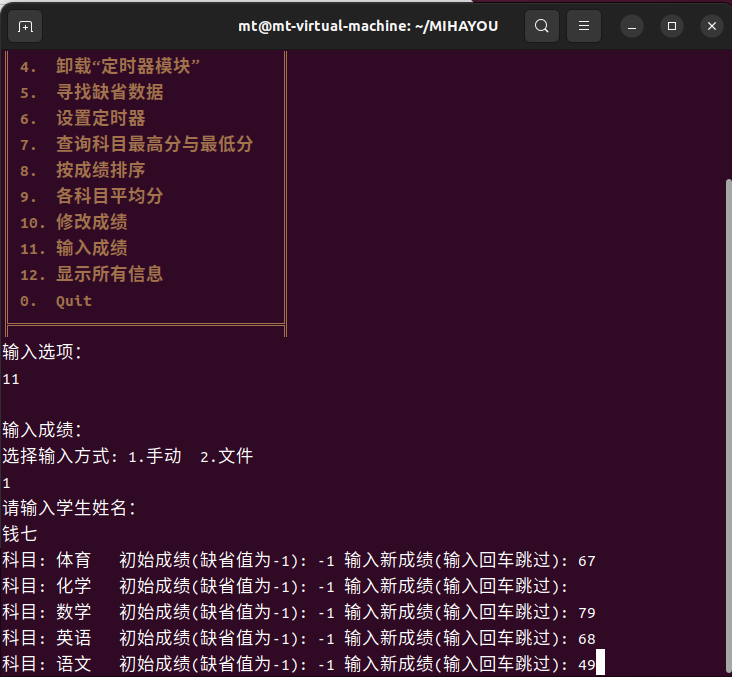 mt@mt-virtual-machine: ~/MIHAYOU
4. 卸载“定时器模块”
5. 寻找缺省数据
6. 设置定时器
7. 查询科目最高分与最低分
8. 按成绩排序
9. 各科目平均分
10. 修改成绩
11. 输入成绩
12. 显示所有信息
0. Quit
输入选项:
11
输入成绩:
选择输入方式: 1.手动 2.文件
1
请输入学生姓名:
钱七
科目: 体育 初始成绩(缺省值为-1): -1 输入新成绩(输入回车跳过): 67
科目: 化学 初始成绩(缺省值为-1): -1 输入新成绩(输入回车跳过):
科目: 数学 初始成绩(缺省值为-1): -1 输入新成绩(输入回车跳过): 79
科目: 英语 初始成绩(缺省值为-1): -1 输入新成绩(输入回车跳过): 68
科目: 语文 初始成绩(缺省值为-1): -1 输入新成绩(输入回车跳过): 49